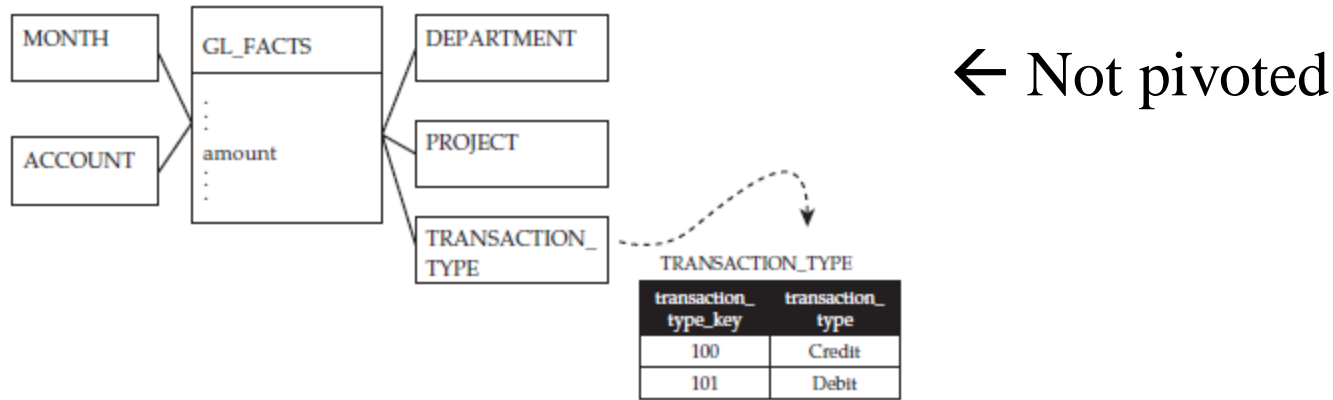 MONTH
GL_FACTS
DEPARTMENT
← Not pivoted
ACCOUNT
amount
PROJECT
TRANSACTION_
TYPE
TRANSACTION_TYPE
transaction_
type_key
transaction_
type
100
Credit
101
Debit